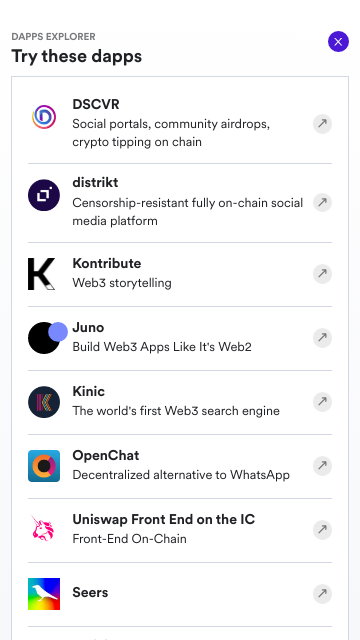 DAPPS EXPLORER
Try these dapps
DSCVR
Social portals, community airdrops,
crypto tipping on chain
distrikt
Censorship-resistant fully on-chain social
media platform
Kontribute
Web3 storytelling
Juno
Build Web3 Apps Like It's Web2
Kinic
The world's first Web3 search engine
OpenChat
Decentralized alternative to WhatsApp
Uniswap Front End on the IC
Front-End On-Chain
Seers